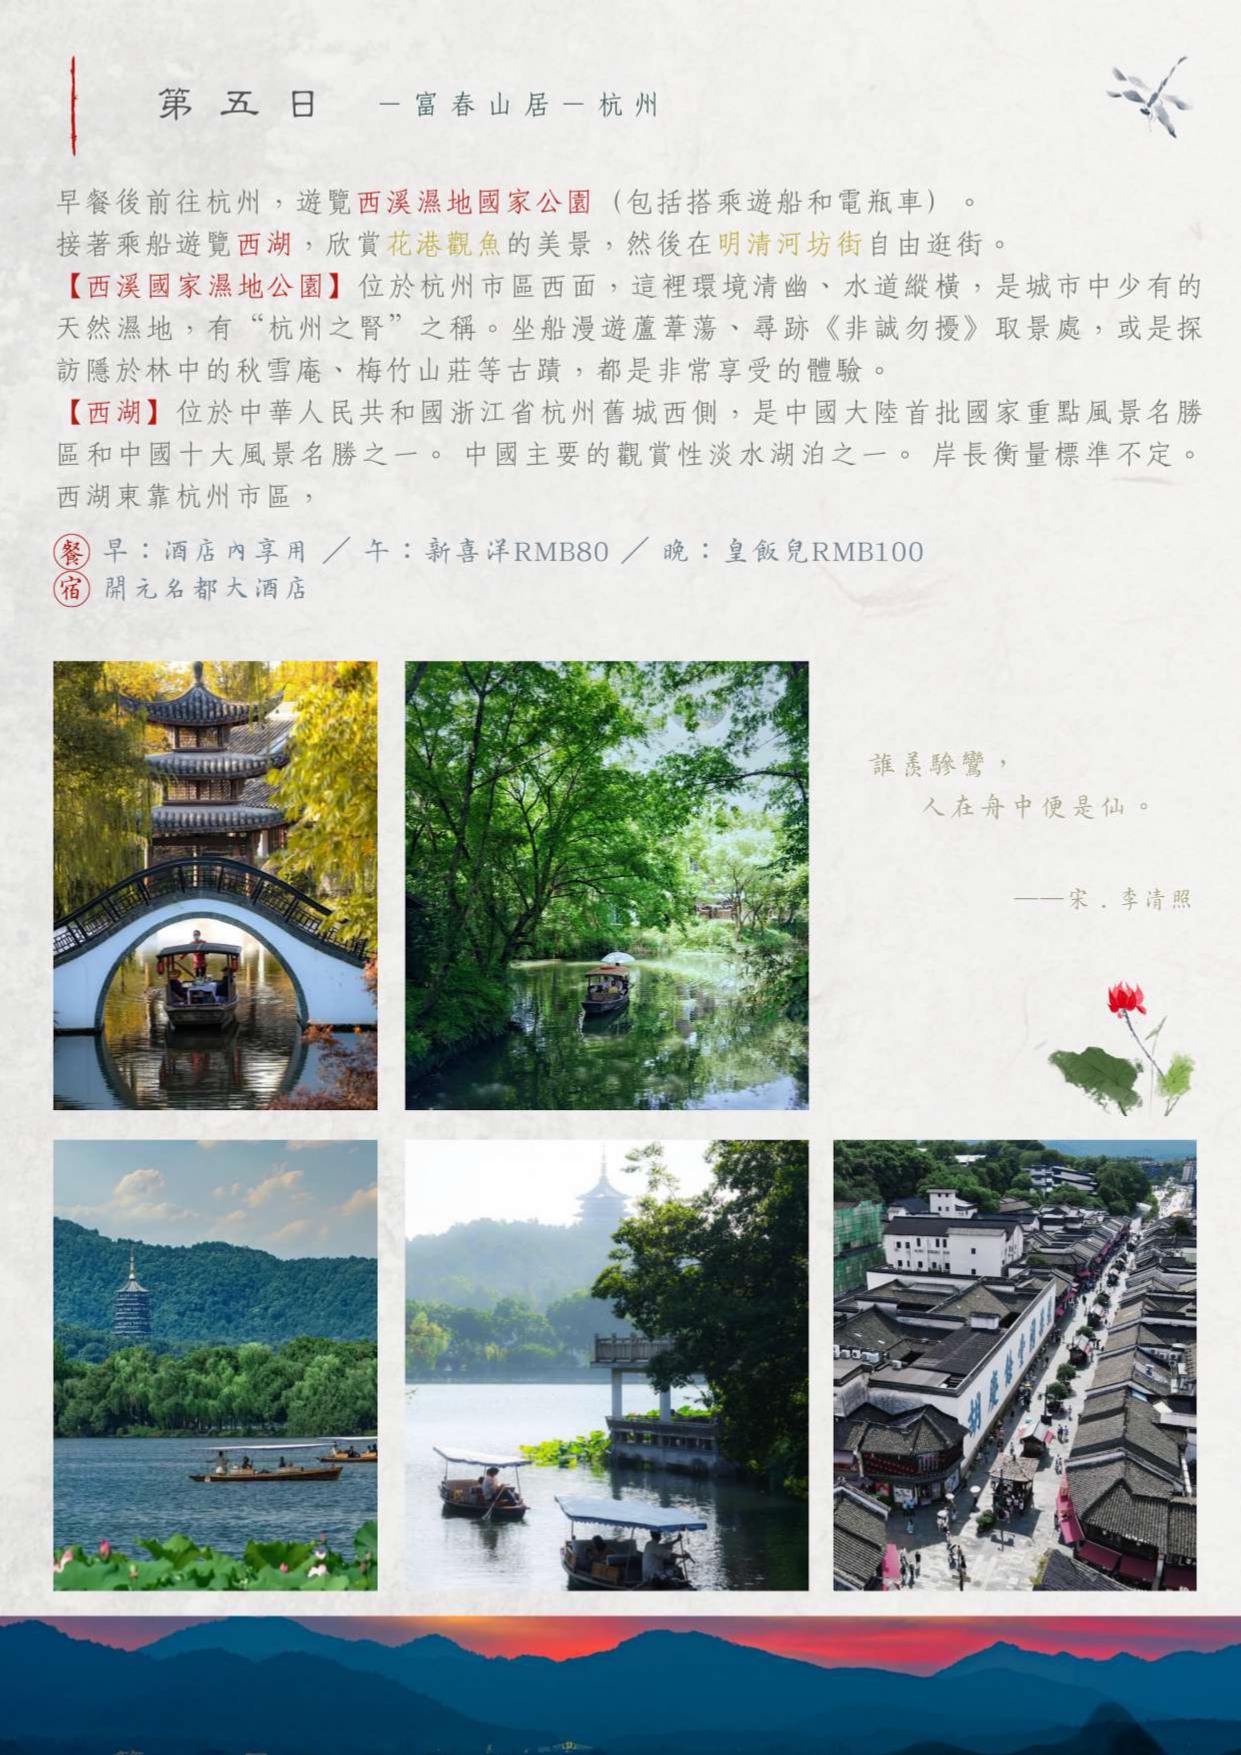 第五日 －富春山居－杭州
早餐後前往杭州，遊覽西溪濕地國家公園（包括搭乘遊船和電瓶車）。
接著乘船遊覽西湖，欣賞花港觀魚的美景，然後在明清河坊街自由逛街。
【西溪國家濕地公園】位於杭州市區西面，這裡環境清幽、水道縱橫，是城市中少有的
天然濕地，有“杭州之腎”之稱。坐船漫遊蘆葦蕩、尋跡《非誠勿擾》取景處，或是探
訪隱於林中的秋雪庵、梅竹山莊等古蹟，都是非常享受的體驗。
【西湖】位於中華人民共和國浙江省杭州舊城西側，是中國大陸首批國家重點風景名勝
區和中國十大風景名勝之一。 中國主要的觀賞性淡水湖泊之一。 岸長衡量標準不定。
西湖東靠杭州市區，
餐 早：酒店內享用 ／ 午：新喜洋RMB80 ／ 晚：皇飯兒RMB100
宿 開元名都大酒店
誰羨驂鸞，
人在舟中便是仙。
——宋．李清照
胡慶餘堂國藥號